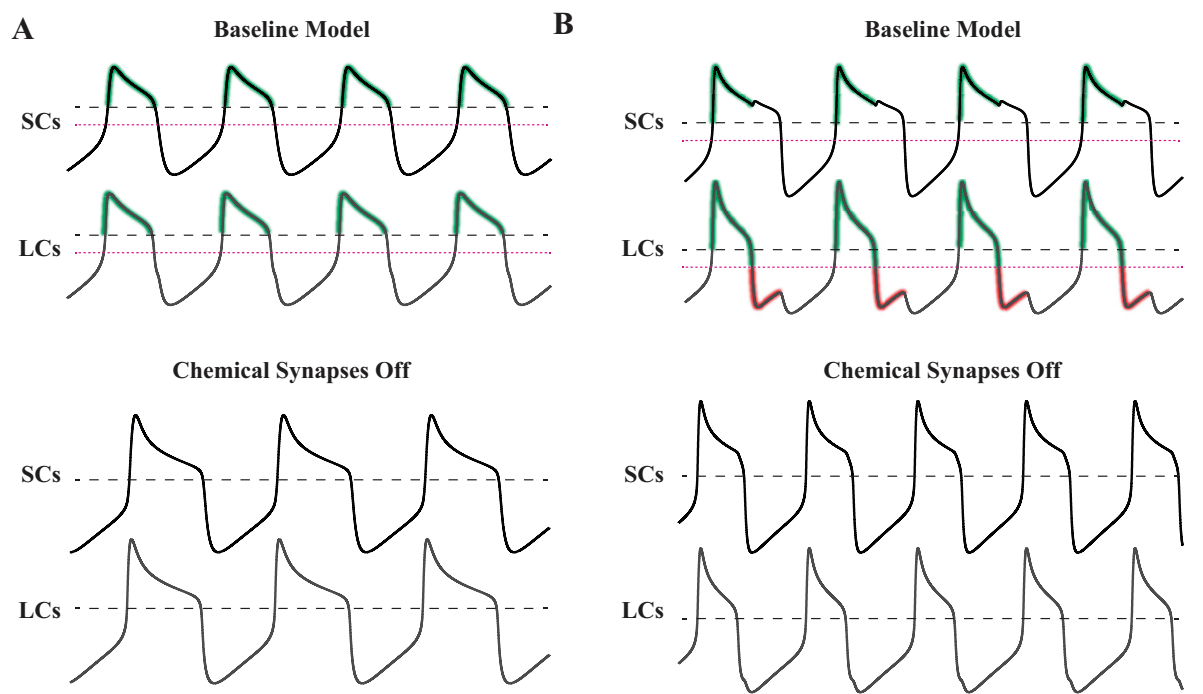 A
Baseline Model
SCs
LCs
Chemical Synapses Off
SCs
LCs
B
Baseline Model
SCs
LCs
Chemical Synapses Off
SCs
LCs